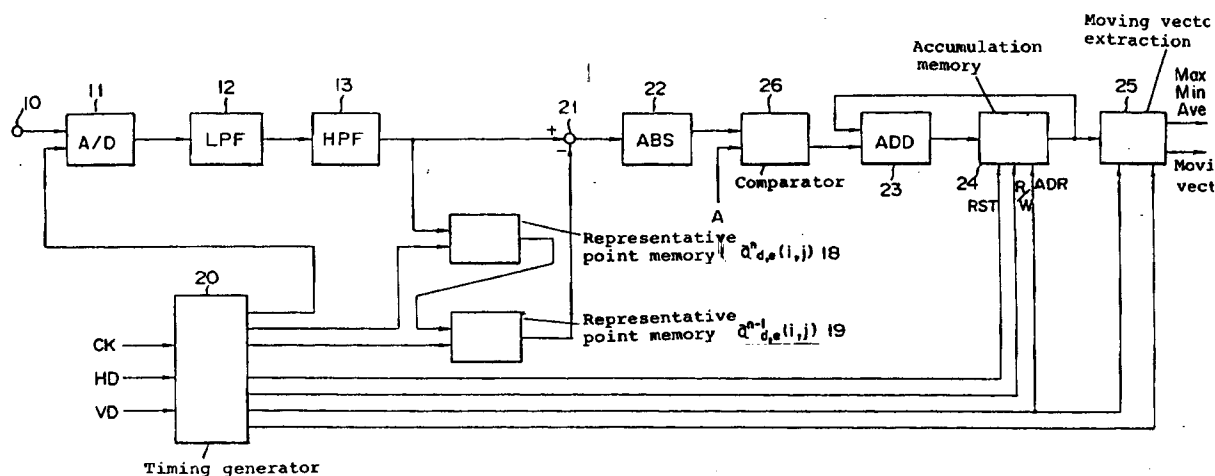 Moving vecto
extraction
Accumulation
memory
Max
Min
Ave
Movi
vect
10
11
A/D
12
LPF
13
HPF
+
−
21
22
ABS
26
Comparator
A
ADD
23
24
RST
R/W
ADR
25
Representative
point memory a^n_{d,e}(i,j) 18
Representative
point memory a^{n-1}_{d,e}(i,j) 19
20
CK
HD
VD
Timing generator